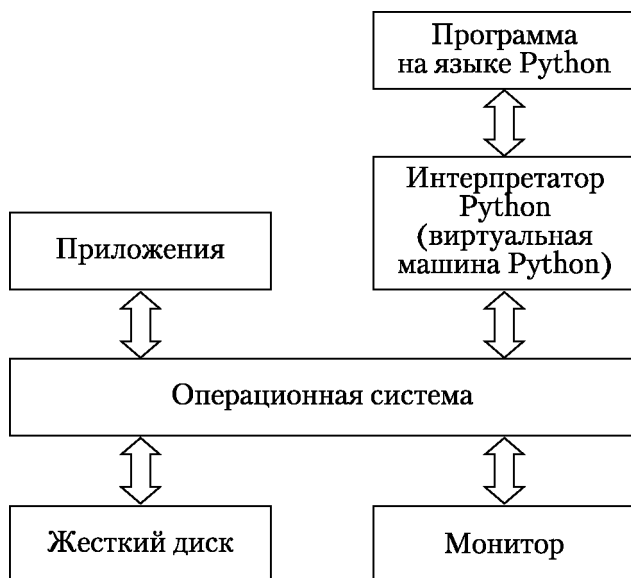 Программа
на языке Python
Интерпретатор
Python
(виртуальная
машина Python)
Приложения
Операционная система
Жесткий диск
Монитор